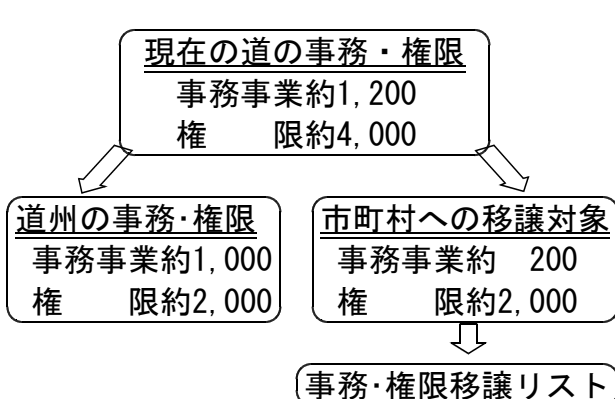 現在の道の事務・権限
事務事業約1,200
権　　限約4,000
道州の事務・権限
事務事業約1,000
権　　限約2,000
市町村への移譲対象
事務事業約　200
権　　限約2,000
事務・権限移譲リスト